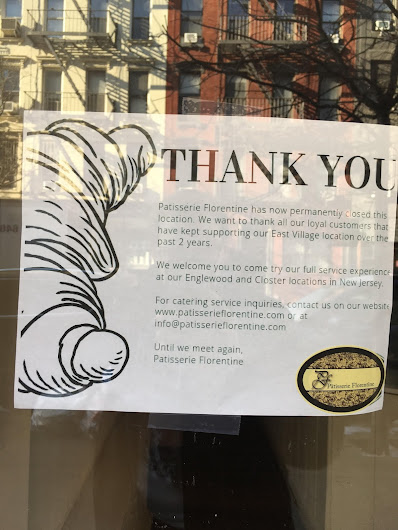 THANK YOU
Patisserie Florentine has now permanently closed this
location. We want to thank all our loyal customers that
have kept supporting our East Village location over the
past 2 years.
We welcome you to come try our full service experience
at our Englewood and Closter locations in New Jersey.
For catering service inquiries, contact us on our website
www.patisserieflorentine.com or at
info@patisserieflorentine.com
Until we meet again,
Patisserie Florentine
Patisserie Florentine